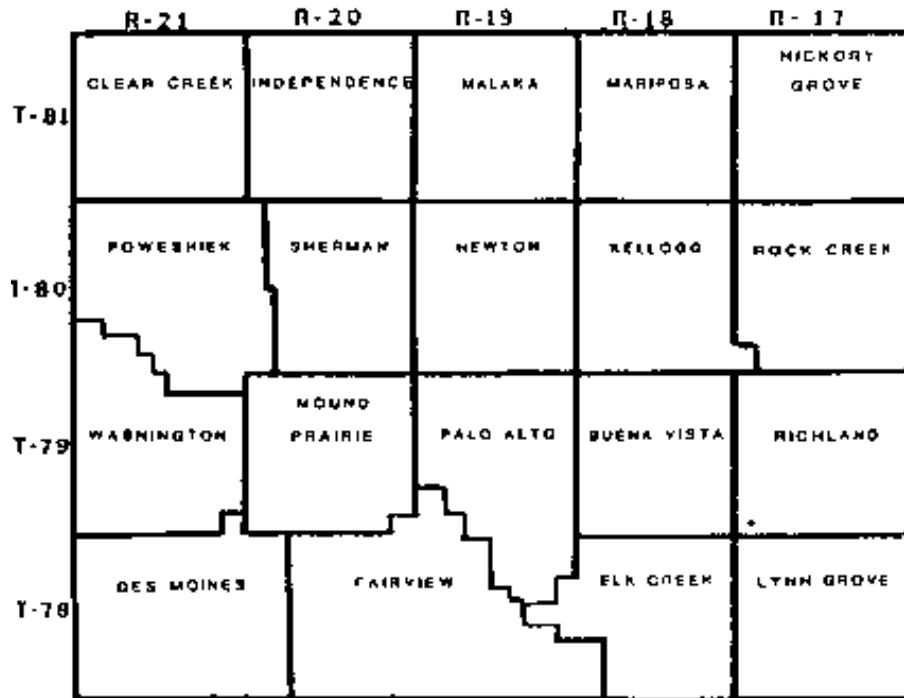 R-21 R-20 R-19 R-18 R-17
T-81 CLEAR CREEK INDEPENDENCE MALAKA MARIPOSA HICKORY GROVE
T-80 POWESHIEK SHERMAN NEWTON KELLOGG ROCK CREEK
T-79 WASHINGTON MOUND PRAIRIE PALO ALTO BUENA VISTA RICHLAND
T-78 DES MOINES FAIRVIEW ELK CREEK LYNN GROVE